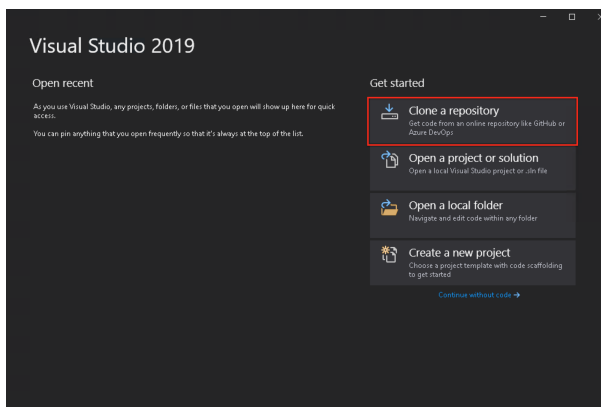 Visual Studio 2019
Open recent
As you use Visual Studio, any projects, folders, or files that you open will show up here for quick
access.
You can pin anything that you open frequently so that it's always at the top of the list.
Get started
Clone a repository
Get code from an online repository like GitHub or
Azure DevOps
Open a project or solution
Open a local Visual Studio project or .sln file
Open a local folder
Navigate and edit code within any folder
Create a new project
Choose a project template with code scaffolding
to get started
Continue without code →